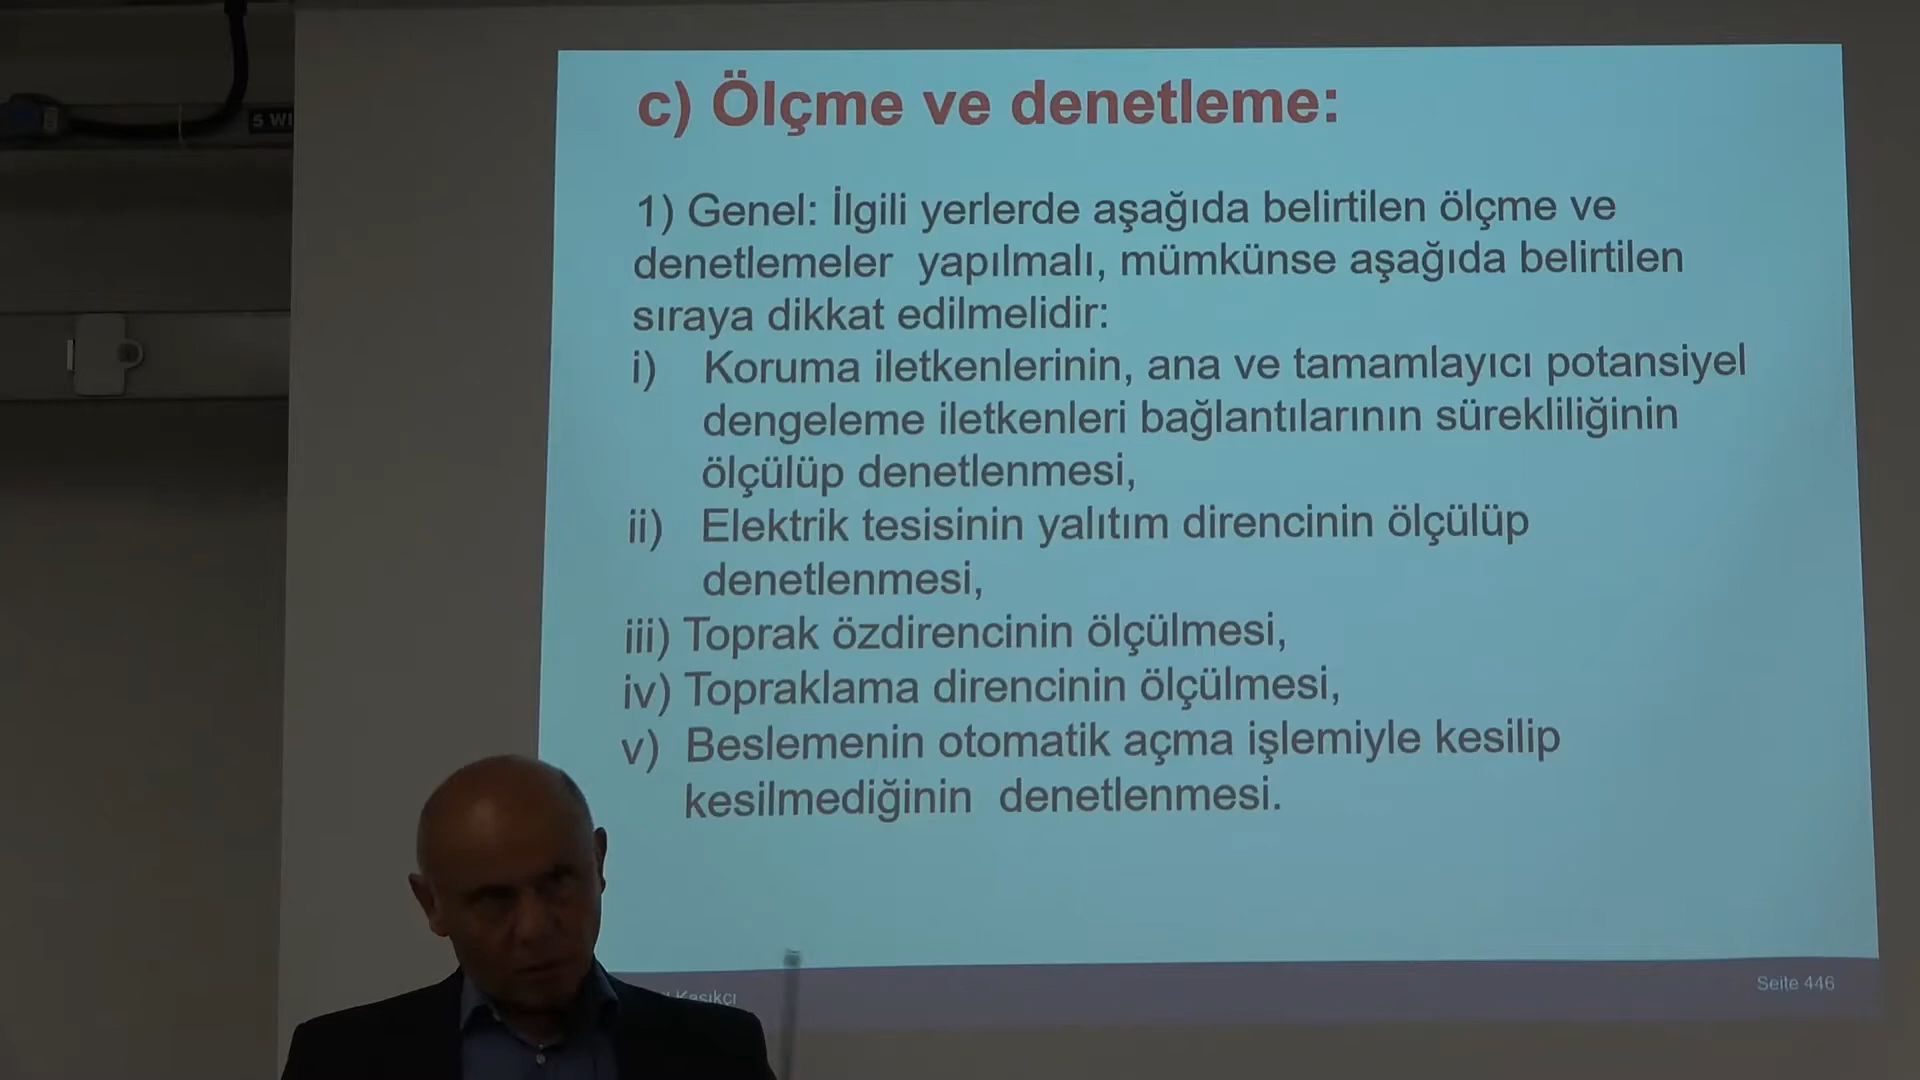 c) Ölçme ve denetleme:
1) Genel: İlgili yerlerde aşağıda belirtilen ölçme ve
denetlemeler yapılmalı, mümkünse aşağıda belirtilen
sıraya dikkat edilmelidir:
i) Koruma iletkenlerinin, ana ve tamamlayıcı potansiyel
dengeleme iletkenleri bağlantılarının sürekliliğinin
ölçülüp denetlenmesi,
ii) Elektrik tesisinin yalıtım direncinin ölçülüp
denetlenmesi,
iii) Toprak özdirencinin ölçülmesi,
iv) Topraklama direncinin ölçülmesi,
v) Beslemenin otomatik açma işlemiyle kesilip
kesilmediğinin denetlenmesi.
Kaşıkçı
Seite 446